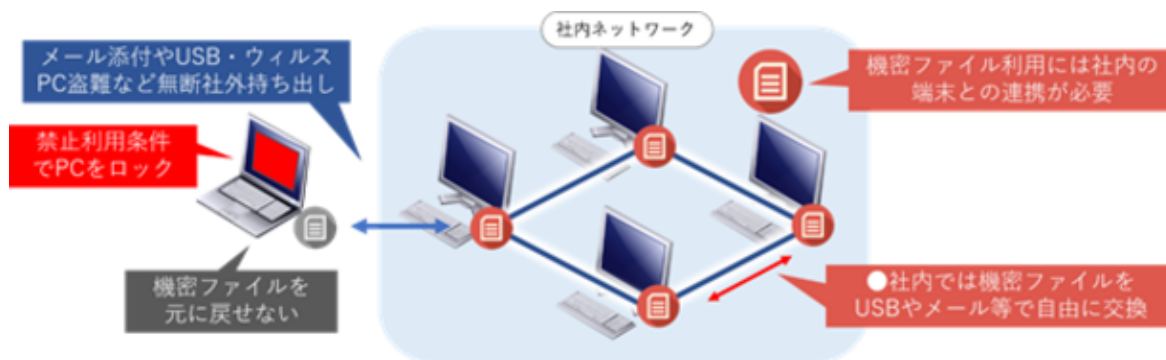 社内ネットワーク
メール添付やUSB・ウィルス
PC盗難など無断社外持ち出し
機密ファイル利用には社内の
端末との連携が必要
禁止利用条件
でPCをロック
機密ファイルを
元に戻せない
●社内では機密ファイルを
USBやメール等で自由に交換